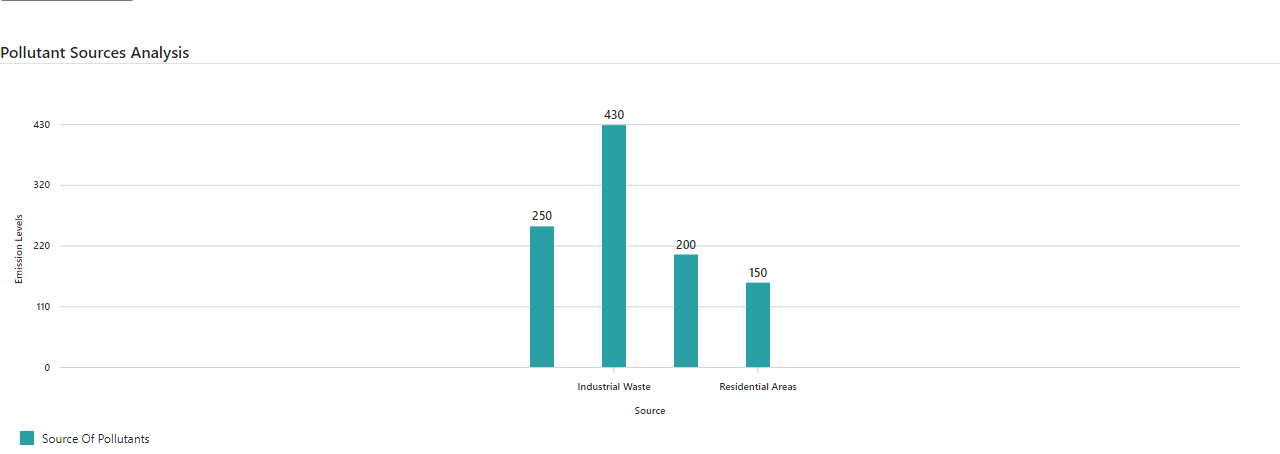 Pollutant Sources Analysis
430
430
320
250
220
200
150
110
0
Emission Levels
Industrial Waste
Residential Areas
Source
Source Of Pollutants